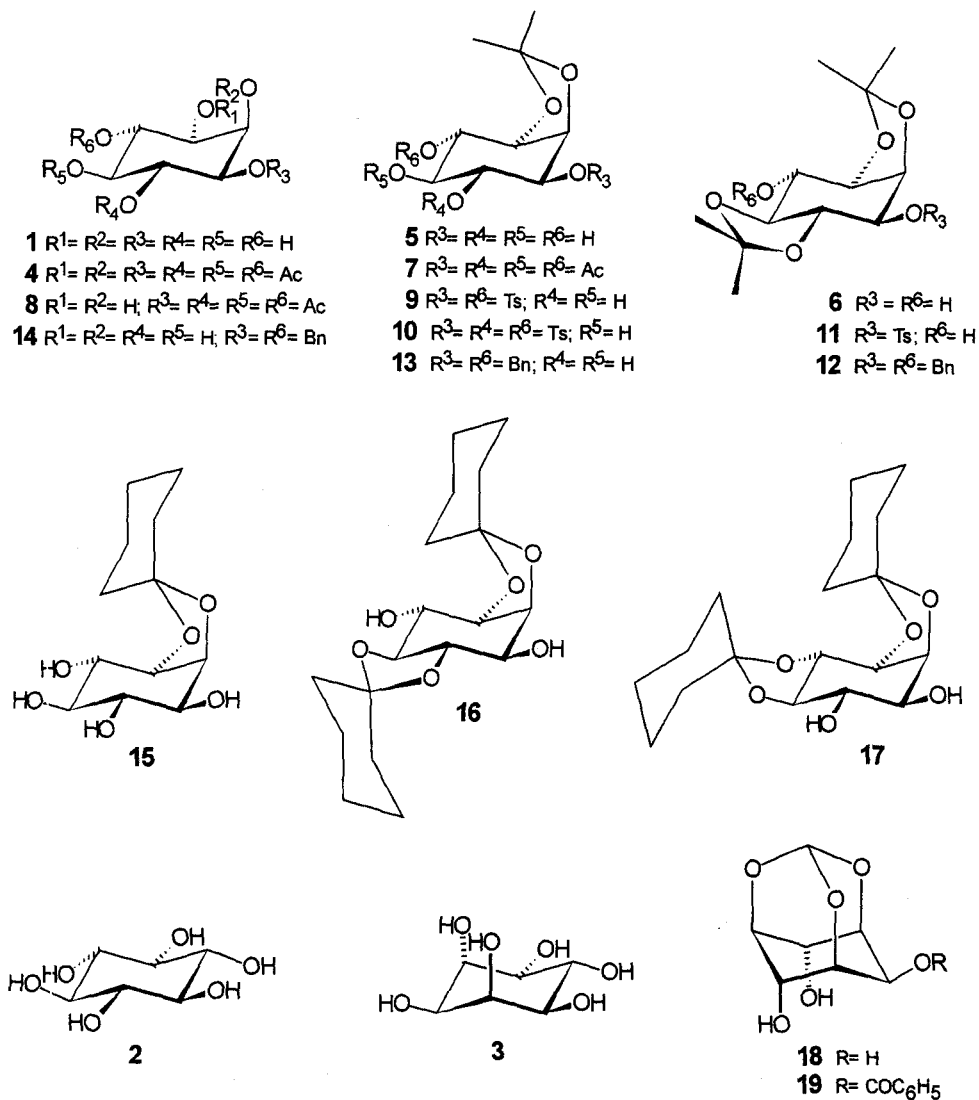 R₂O
OR₁
R₆O
R₅O
R₄O
OR₃
1 R¹= R²= R³= R⁴= R⁵= R⁶= H
4 R¹= R²= R³= R⁴= R⁵= R⁶= Ac
8 R¹= R²= H; R³= R⁴= R⁵= R⁶= Ac
14 R¹= R²= R⁴= R⁵= H; R³= R⁶= Bn
O
O
R₆O
R₅O
R₄O
OR₃
5 R³= R⁴= R⁵= R⁶= H
7 R³= R⁴= R⁵= R⁶= Ac
9 R³= R⁶= Ts; R⁴= R⁵= H
10 R³= R⁴= R⁶= Ts; R⁵= H
13 R³= R⁶= Bn; R⁴= R⁵= H
O
O
R₆O
O
OR₃
O
6 R³= R⁶= H
11 R³= Ts; R⁶= H
12 R³= R⁶= Bn
O
O
HO
HO
HO
OH
15
O
O
HO
O
OH
O
16
O
O
O
O
HO
OH
17
OH
HO
HO
HO
OH
OH
2
HO
HO
OH
OH
HO
OH
3
O
O
O
OR
OH
HO
18 R= H
19 R= COC₆H₅